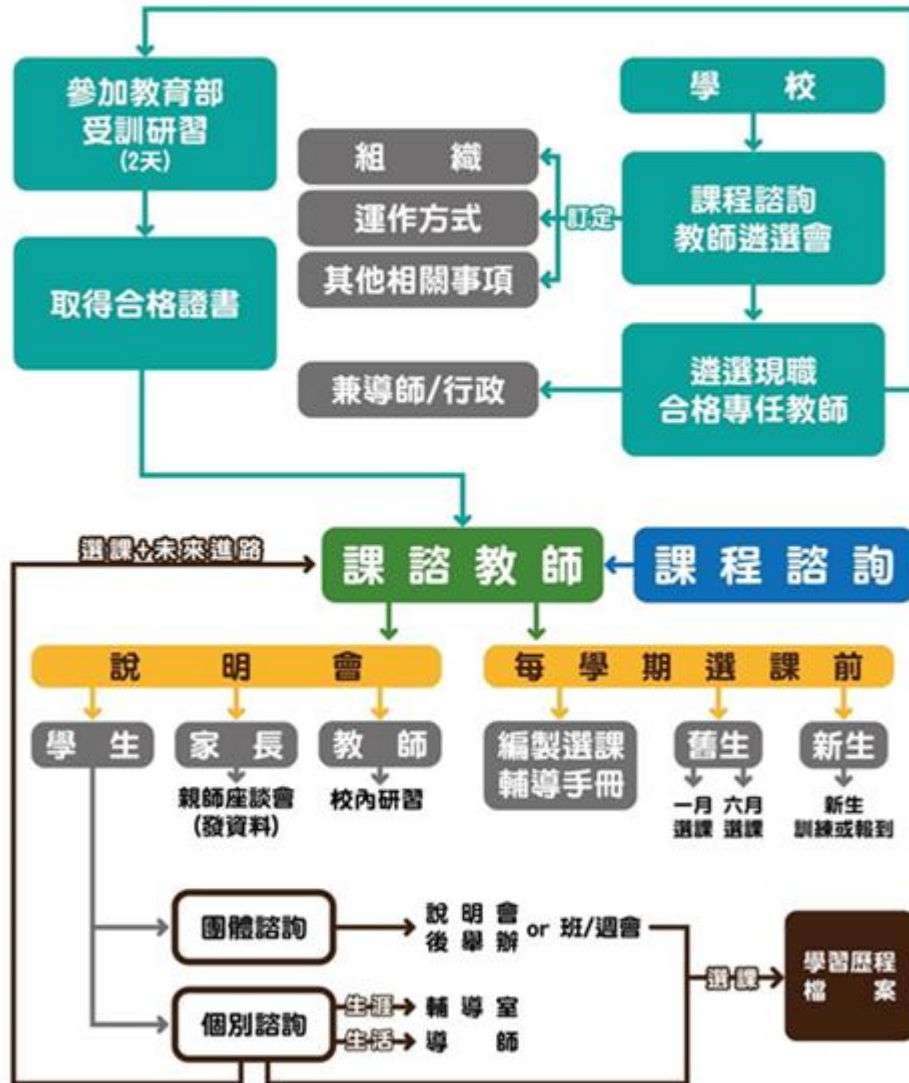 參加教育部
受訓研習
(2天)
取得合格證書
學校
課程諮詢
教師遴選會
訂定
組織
運作方式
其他相關事項
遴選現職
合格專任教師
兼導師/行政
選課+未來進路
課諮教師
課程諮詢
說明會
每學期選課前
學生
家長
教師
編製選課
輔導手冊
舊生
新生
親師座談會
(發資料)
校內研習
一月
選課
六月
選課
新生
訓練或報到
團體諮詢
說明會
後舉辦
or 班/週會
個別諮詢
生涯
輔導室
生活
導師
選課
學習歷程
檔案